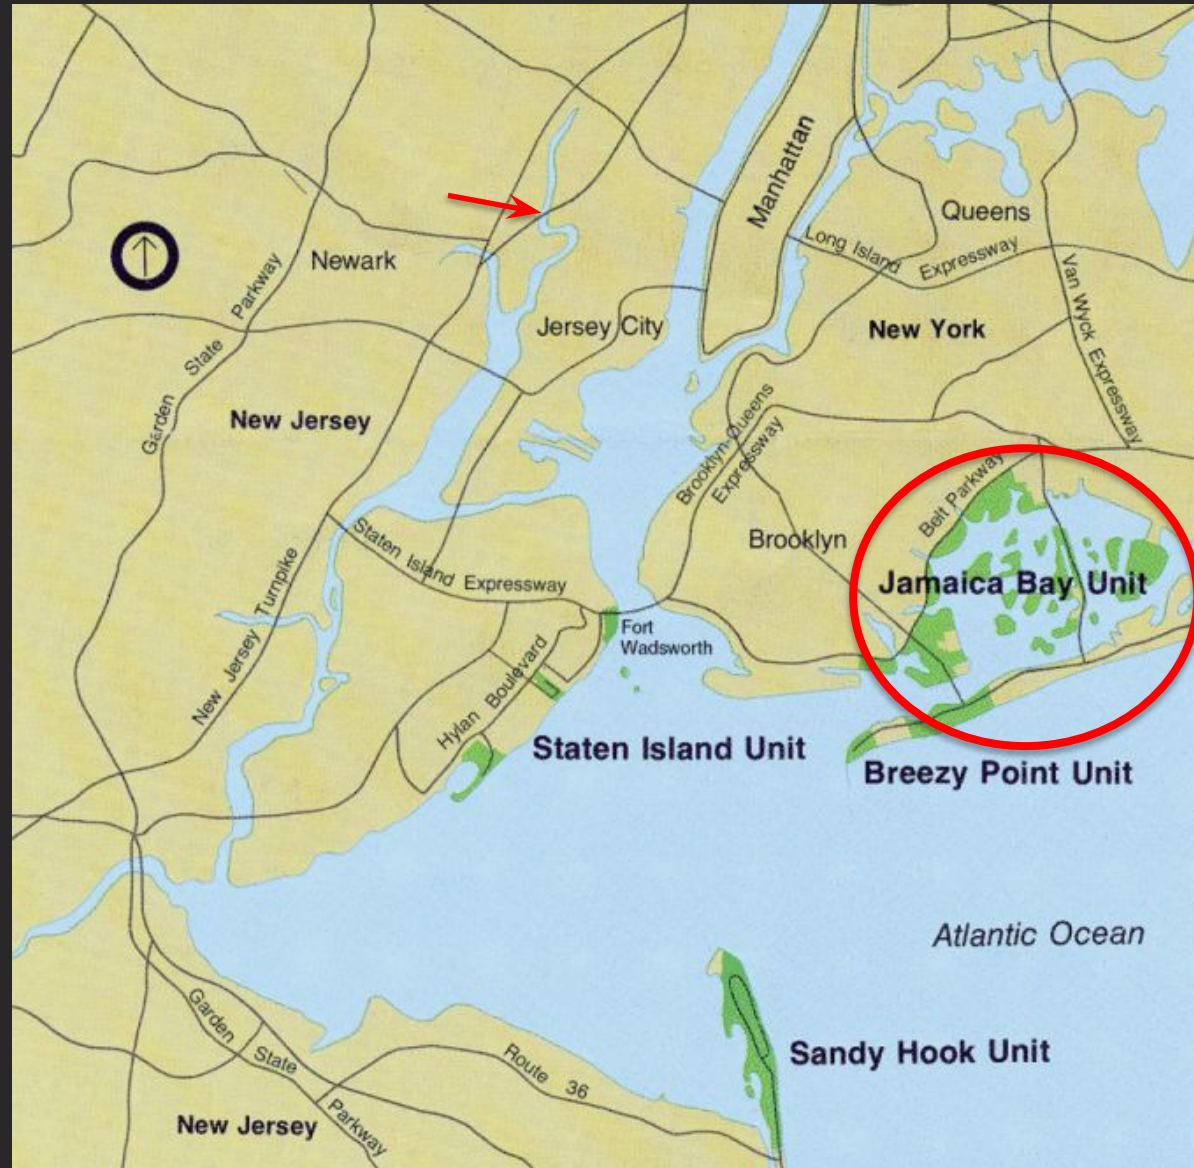 Manhattan
Queens
Long Island Expressway
Van Wyck Expressway
Newark
Garden State Parkway
Jersey City
New York
New Jersey
Brooklyn-Queens
Expressway
Belt Parkway
Brooklyn
Staten Island Expressway
Jamaica Bay Unit
New Jersey Turnpike
Fort
Wadsworth
Hylan Boulevard
Staten Island Unit
Breezy Point Unit
Atlantic Ocean
Garden State Parkway
Route 36
Sandy Hook Unit
New Jersey